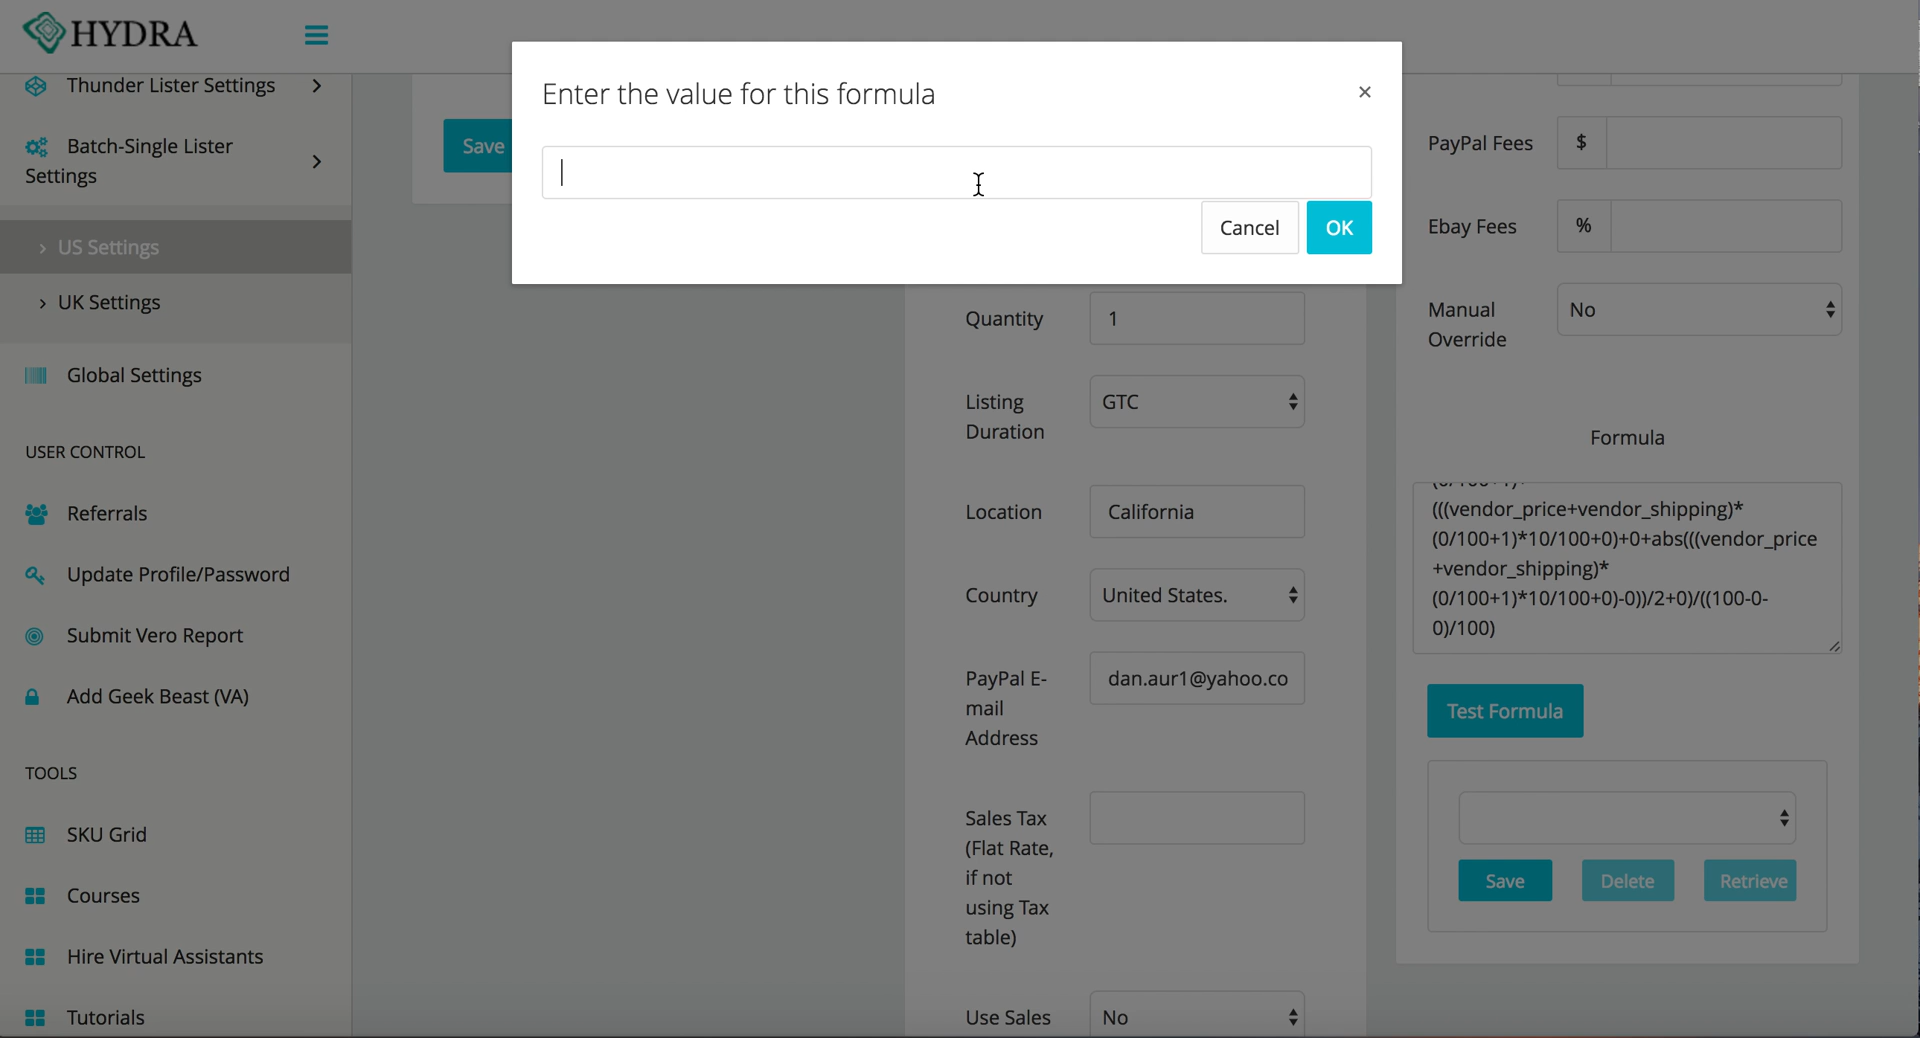 HYDRA
Thunder Lister Settings
Batch-Single Lister
Settings
US Settings
UK Settings
Global Settings
USER CONTROL
Referrals
Update Profile/Password
Submit Vero Report
Add Geek Beast (VA)
TOOLS
SKU Grid
Courses
Hire Virtual Assistants
Tutorials
Save
Enter the value for this formula
×
Cancel
OK
Quantity
1
Listing
Duration
GTC
Location
California
Country
United States.
PayPal E-
mail
Address
dan.aur1@yahoo.co
Sales Tax
(Flat Rate,
if not
using Tax
table)
Use Sales
No
PayPal Fees
$
Ebay Fees
%
Manual
Override
No
Formula
(((vendor_price+vendor_shipping)*
(0/100+1)*10/100+0)+0+abs(((vendor_price
+vendor_shipping)*
(0/100+1)*10/100+0)-0))/2+0)/((100-0-
0)/100)
Test Formula
Save
Delete
Retrieve